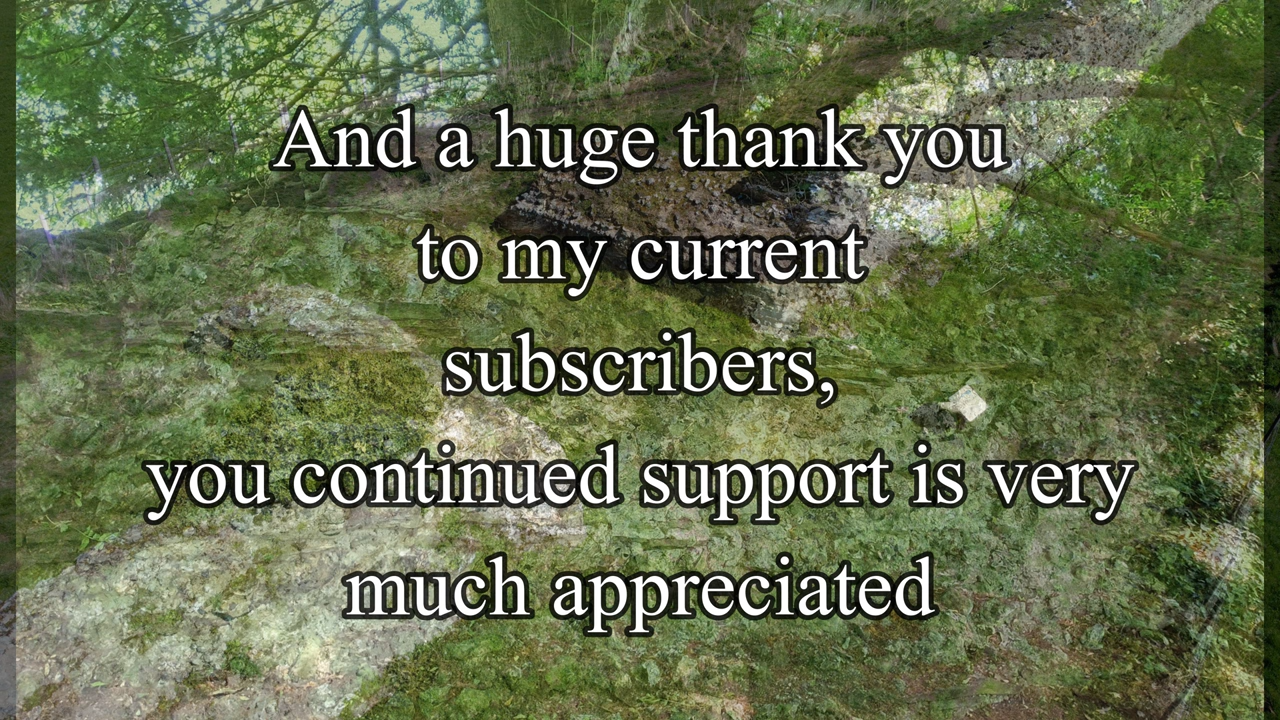 And a huge thank you
to my current
subscribers,
you continued support is very
much appreciated